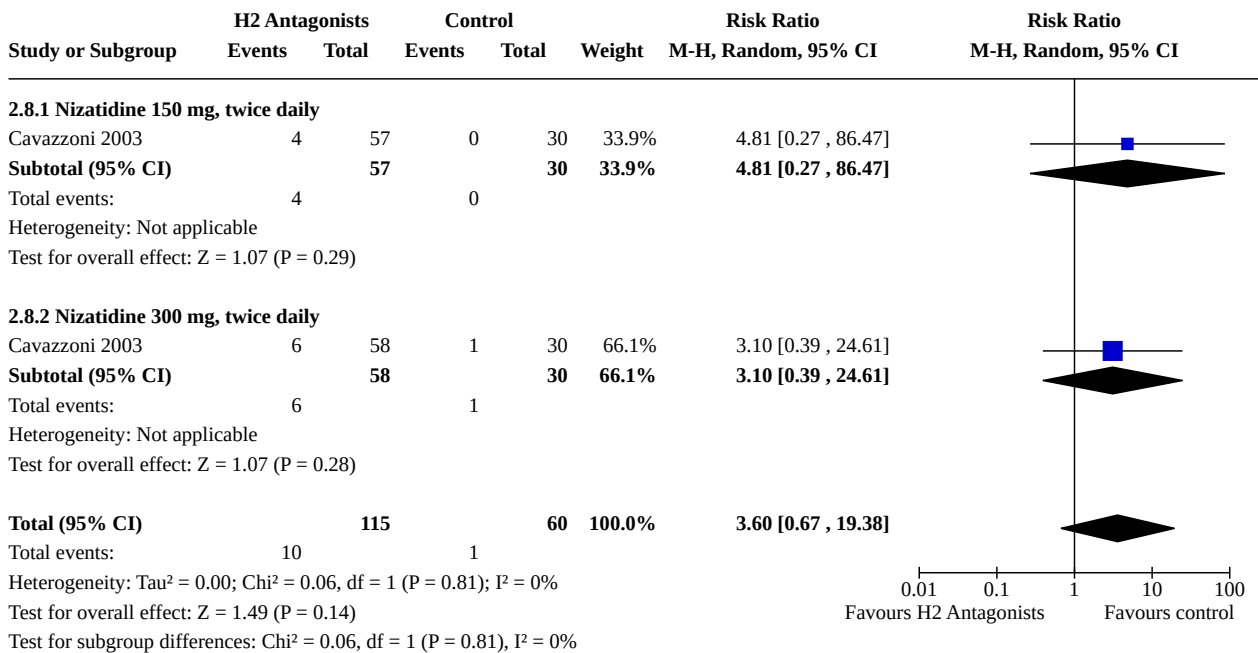 H2 Antagonists Control Risk Ratio Risk Ratio
Study or Subgroup Events Total Events Total Weight M-H, Random, 95% CI M-H, Random, 95% CI
2.8.1 Nizatidine 150 mg, twice daily
Cavazzoni 2003 4 57 0 30 33.9% 4.81 [0.27 , 86.47]
Subtotal (95% CI) 57 30 33.9% 4.81 [0.27 , 86.47]
Total events: 4 0
Heterogeneity: Not applicable
Test for overall effect: Z = 1.07 (P = 0.29)
2.8.2 Nizatidine 300 mg, twice daily
Cavazzoni 2003 6 58 1 30 66.1% 3.10 [0.39 , 24.61]
Subtotal (95% CI) 58 30 66.1% 3.10 [0.39 , 24.61]
Total events: 6 1
Heterogeneity: Not applicable
Test for overall effect: Z = 1.07 (P = 0.28)
Total (95% CI) 115 60 100.0% 3.60 [0.67 , 19.38]
Total events: 10 1
Heterogeneity: Tau² = 0.00; Chi² = 0.06, df = 1 (P = 0.81); I² = 0%
0.01 0.1 1 10 100
Test for overall effect: Z = 1.49 (P = 0.14)
Favours H2 Antagonists Favours control
Test for subgroup differences: Chi² = 0.06, df = 1 (P = 0.81), I² = 0%